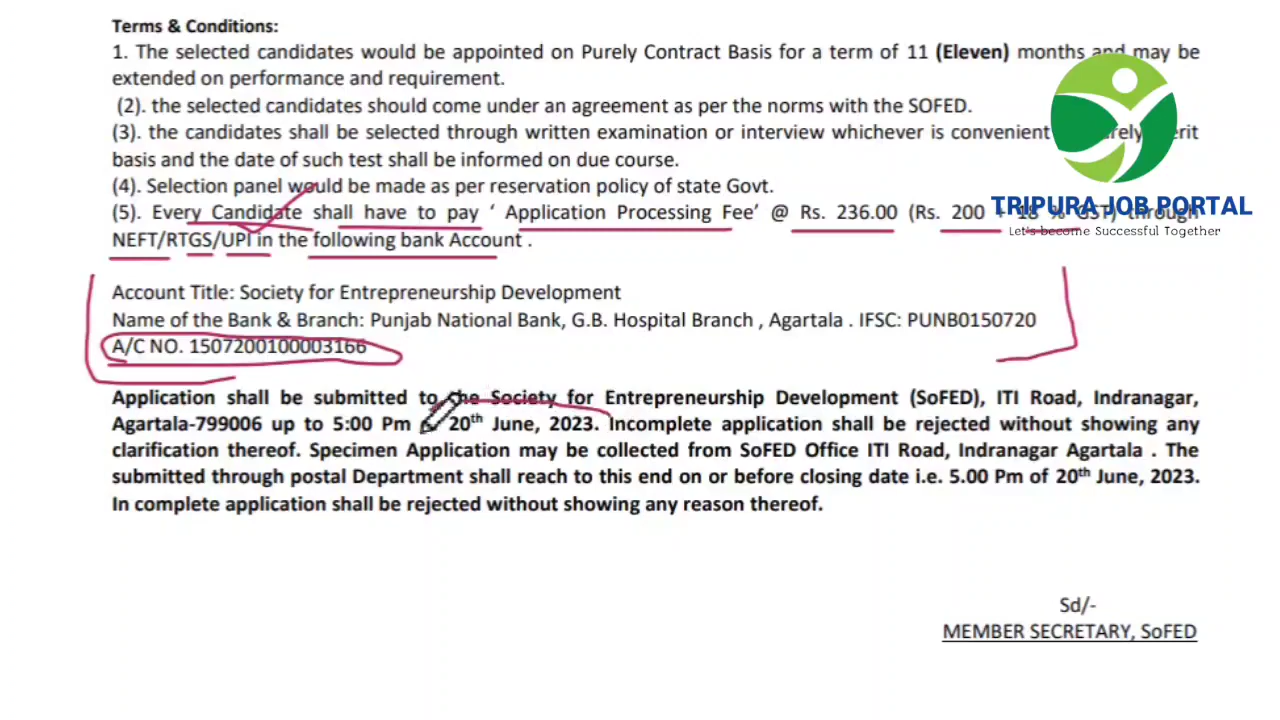 Terms & Conditions:
1. The selected candidates would be appointed on Purely Contract Basis for a term of 11 (Eleven) months and may be
extended on performance and requirement.
(2). the selected candidates should come under an agreement as per the norms with the SOFED.
(3). the candidates shall be selected through written examination or interview whichever is convenient
basis and the date of such test shall be informed on due course.
(4). Selection panel would be made as per reservation policy of state Govt.
(5). Every Candidate shall have to pay ‘ Application Processing Fee’ @ Rs. 236.00 (Rs. 200 + 18 % GST) through
NEFT/RTGS/UPI in the following bank Account .
TRIPURA JOB PORTAL
Let's become Successful Together
Account Title: Society for Entrepreneurship Development
Name of the Bank & Branch: Punjab National Bank, G.B. Hospital Branch , Agartala . IFSC: PUNB0150720
A/C NO. 1507200100003166
Application shall be submitted to the Society for Entrepreneurship Development (SoFED), ITI Road, Indranagar,
Agartala-799006 up to 5:00 Pm 20th June, 2023. Incomplete application shall be rejected without showing any
clarification thereof. Specimen Application may be collected from SoFED Office ITI Road, Indranagar Agartala . The
submitted through postal Department shall reach to this end on or before closing date i.e. 5.00 Pm of 20th June, 2023.
In complete application shall be rejected without showing any reason thereof.
Sd/-
MEMBER SECRETARY, SoFED